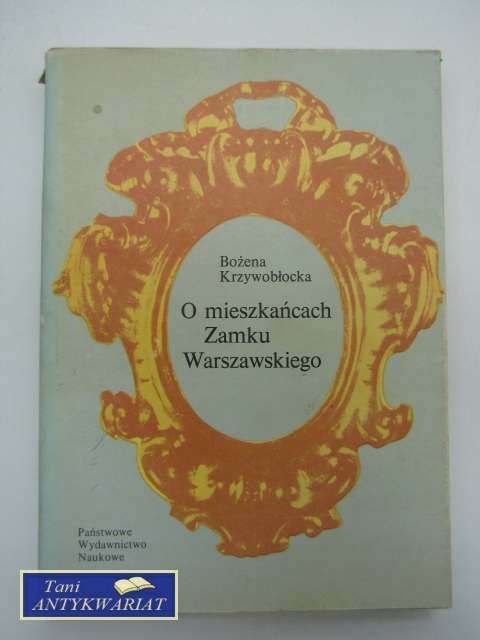 Bożena
Krzywobłocka
O mieszkańcach
Zamku
Warszawskiego
Państwowe
Wydawnictwo
Naukowe
Tani
ANTYKWARIAT